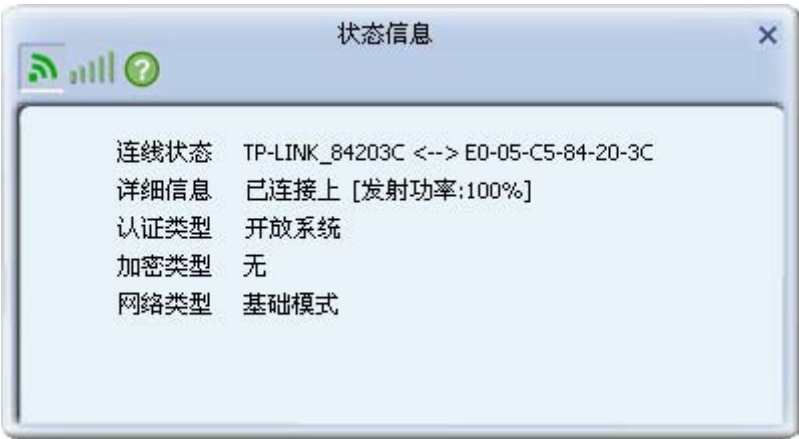 状态信息
?
连线状态 TP-LINK_84203C <--> E0-05-C5-84-20-3C
详细信息 已连接上 [发射功率:100%]
认证类型 开放系统
加密类型 无
网络类型 基础模式